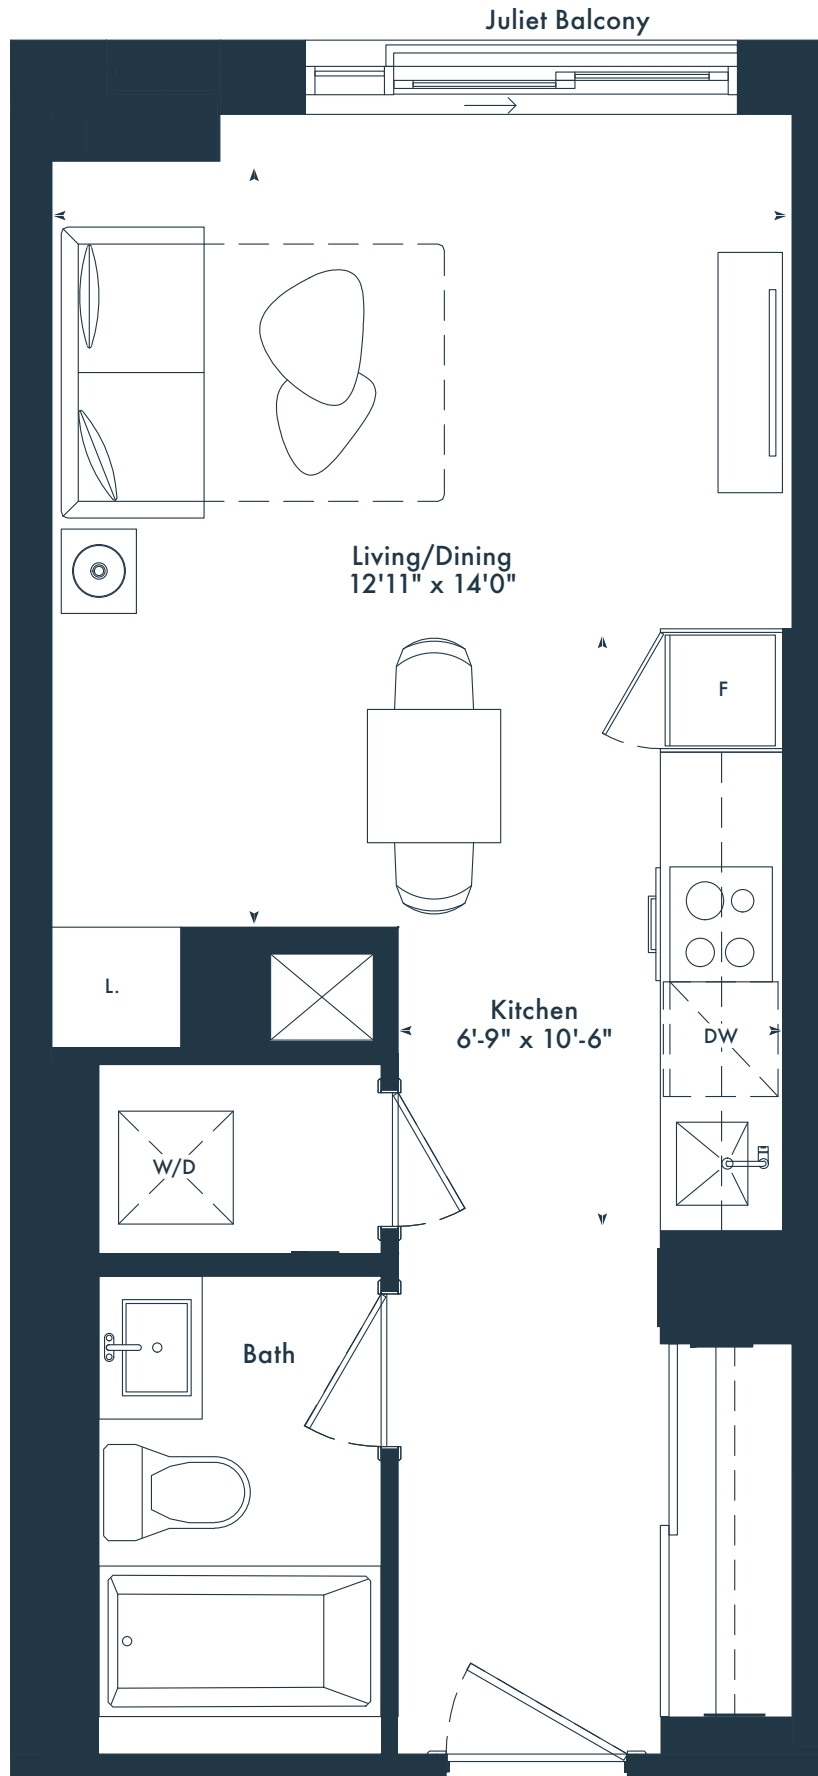 Juliet Balcony
Living/Dining
12'11" x 14'0"
F
L.
Kitchen
6'-9" x 10'-6"
DW
W/D
Bath